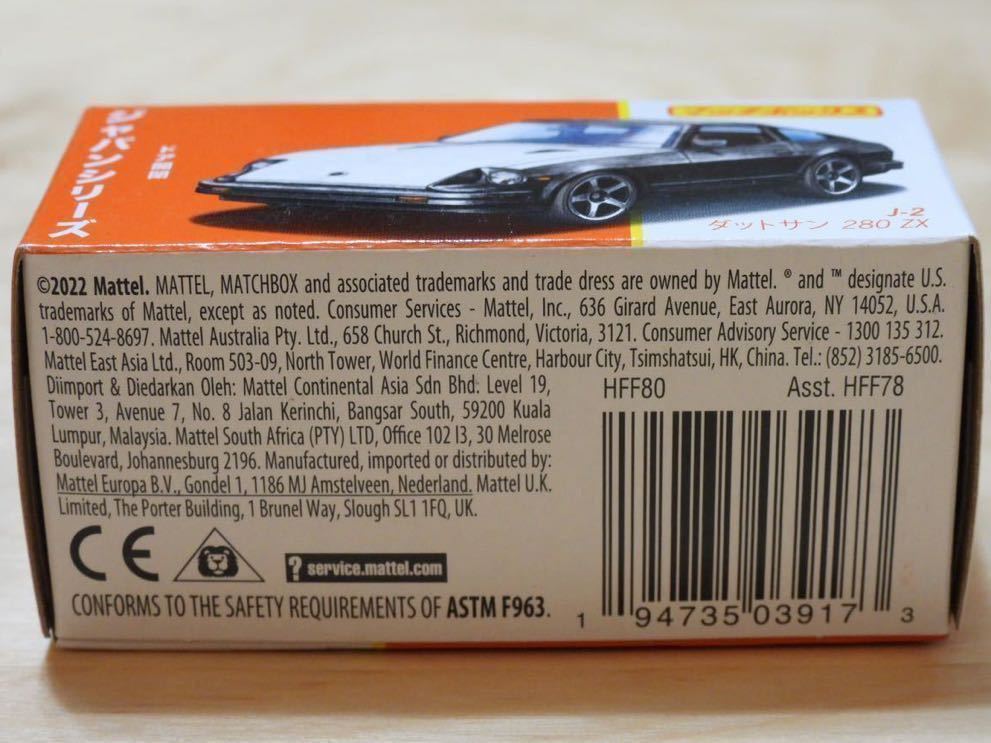 ジャパンシリーズ
マッチボックス
J-2
ダットサン 280 ZX
©2022 Mattel. MATTEL, MATCHBOX and associated trademarks and trade dress are owned by Mattel. ® and ™ designate U.S.
trademarks of Mattel, except as noted. Consumer Services - Mattel, Inc., 636 Girard Avenue, East Aurora, NY 14052, U.S.A.
1-800-524-8697. Mattel Australia Pty. Ltd., 658 Church St., Richmond, Victoria, 3121. Consumer Advisory Service - 1300 135 312.
Mattel East Asia Ltd., Room 503-09, North Tower, World Finance Centre, Harbour City, Tsimshatsui, HK, China. Tel.: (852) 3185-6500.
Diimport & Diedarkan Oleh: Mattel Continental Asia Sdn Bhd. Level 19,
Tower 3, Avenue 7, No. 8 Jalan Kerinchi, Bangsar South, 59200 Kuala
Lumpur, Malaysia. Mattel South Africa (PTY) LTD, Office 102 I3, 30 Melrose
Boulevard, Johannesburg 2196. Manufactured, imported or distributed by:
Mattel Europa B.V., Gondel 1, 1186 MJ Amstelveen, Nederland. Mattel U.K.
Limited, The Porter Building, 1 Brunel Way, Slough SL1 1FQ, UK.
HFF80 Asst. HFF78
CE
? service.mattel.com
CONFORMS TO THE SAFETY REQUIREMENTS OF ASTM F963.
1 94735 03917 3